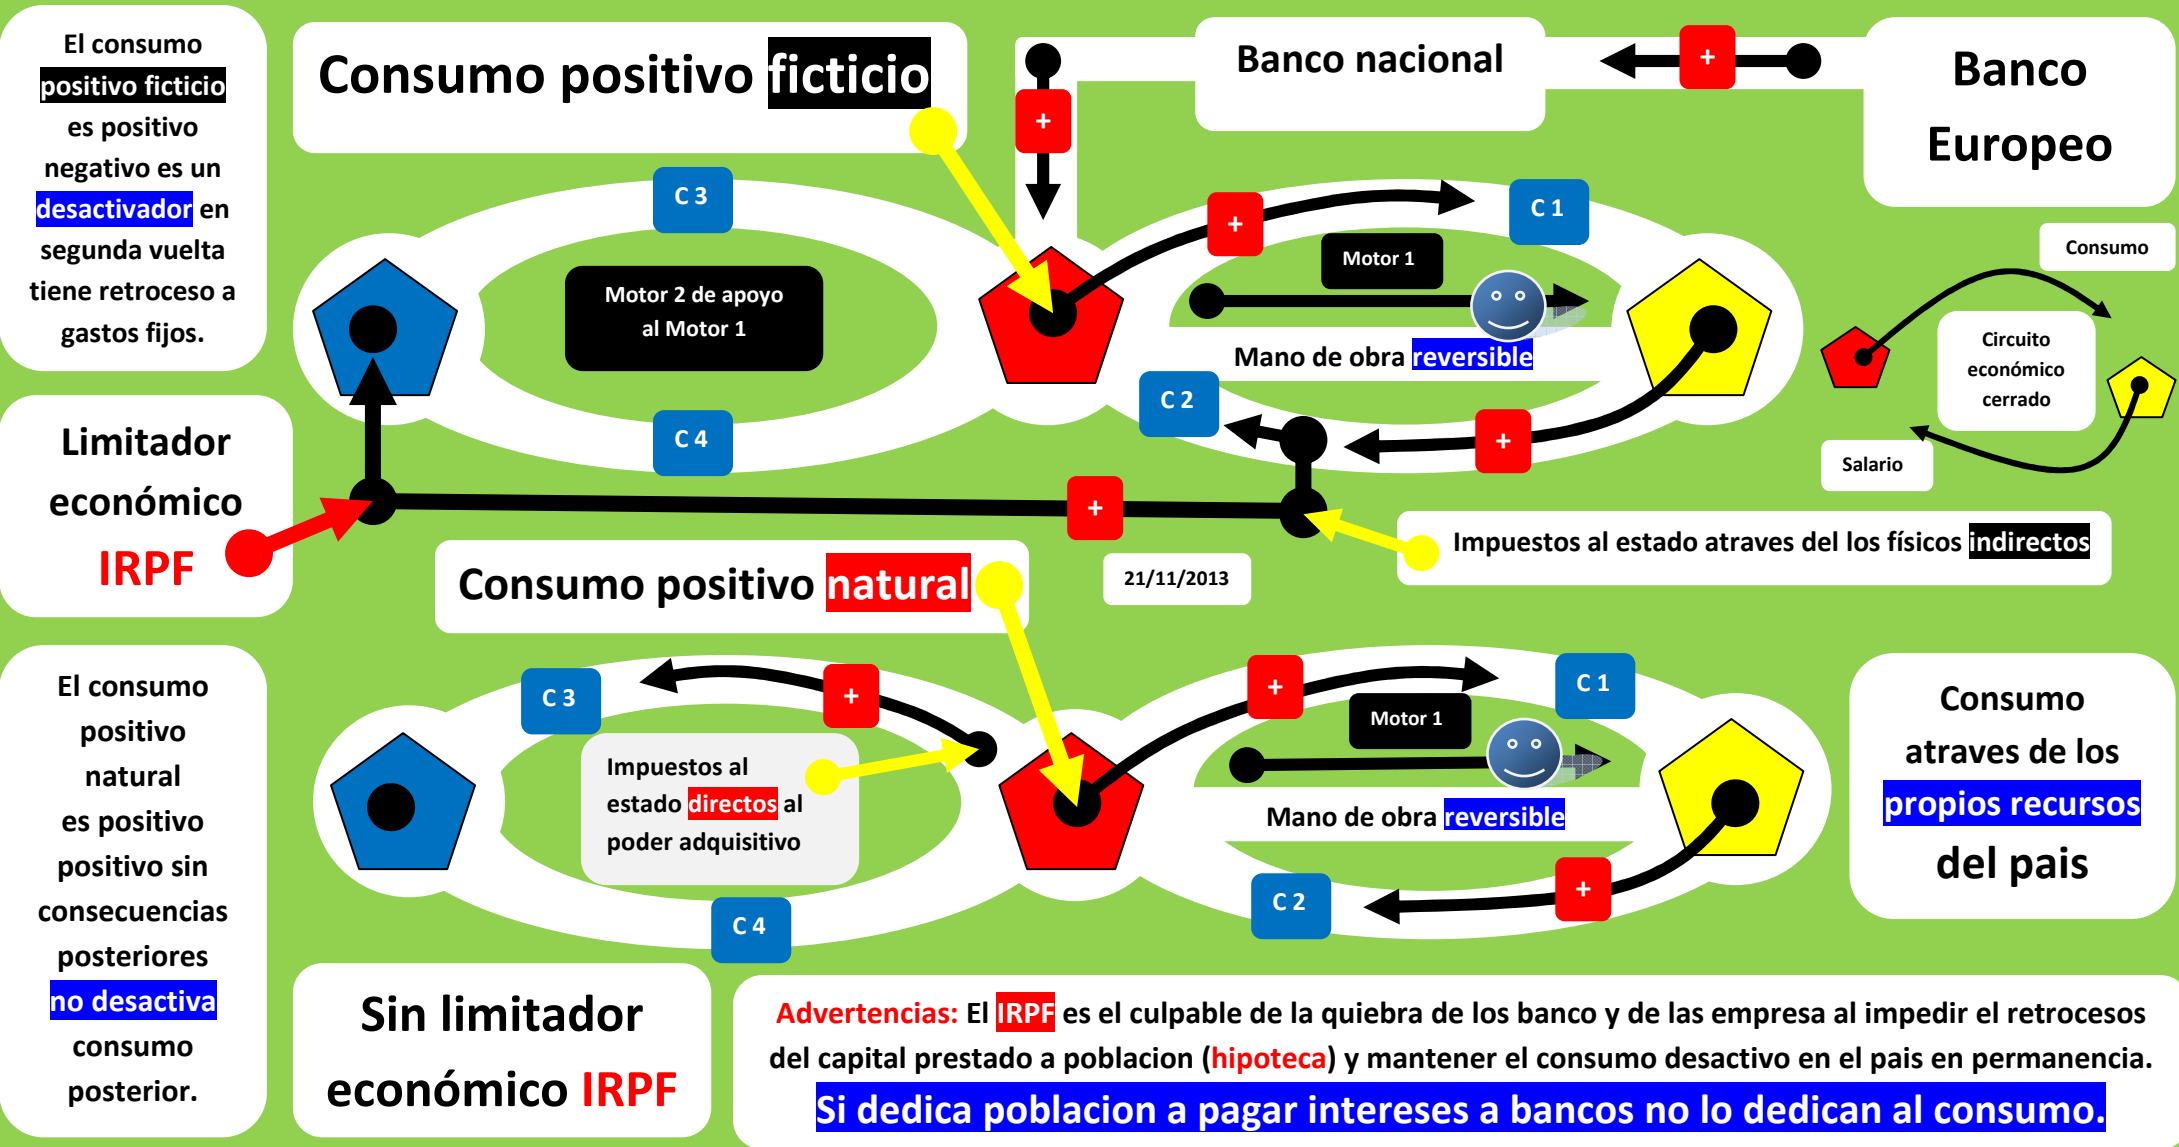 El consumo
positivo ficticio
es positivo
negativo es un
desactivador en
segunda vuelta
tiene retroceso a
gastos fijos.
Consumo positivo ficticio
+
Banco nacional
+
Banco
Europeo
C 3
Motor 2 de apoyo
al Motor 1
C 4
+
C 1
Motor 1
Mano de obra reversible
C 2
+
Consumo
Circuito
económico
cerrado
Salario
Limitador
económico
IRPF
+
Impuestos al estado atraves del los físicos indirectos
21/11/2013
Consumo positivo natural
El consumo
positivo
natural
es positivo
positivo sin
consecuencias
posteriores
no desactiva
consumo
posterior.
C 3
+
Impuestos al
estado directos al
poder adquisitivo
C 4
+
C 1
Motor 1
Mano de obra reversible
C 2
+
Consumo
atraves de los
propios recursos
del pais
Sin limitador
económico IRPF
Advertencias: El IRPF es el culpable de la quiebra de los banco y de las empresa al impedir el retrocesos
del capital prestado a poblacion (hipoteca) y mantener el consumo desactivo en el pais en permanencia.
Si dedica poblacion a pagar intereses a bancos no lo dedican al consumo.